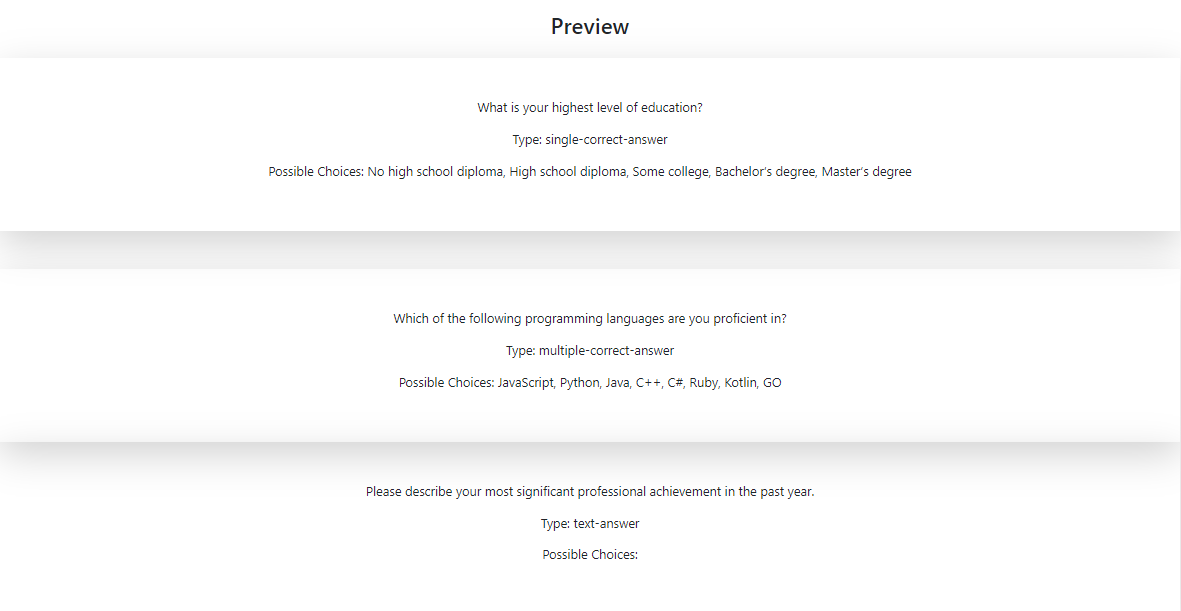 Preview
What is your highest level of education?
Type: single-correct-answer
Possible Choices: No high school diploma, High school diploma, Some college, Bachelor's degree, Master's degree
Which of the following programming languages are you proficient in?
Type: multiple-correct-answer
Possible Choices: JavaScript, Python, Java, C++, C#, Ruby, Kotlin, GO
Please describe your most significant professional achievement in the past year.
Type: text-answer
Possible Choices: